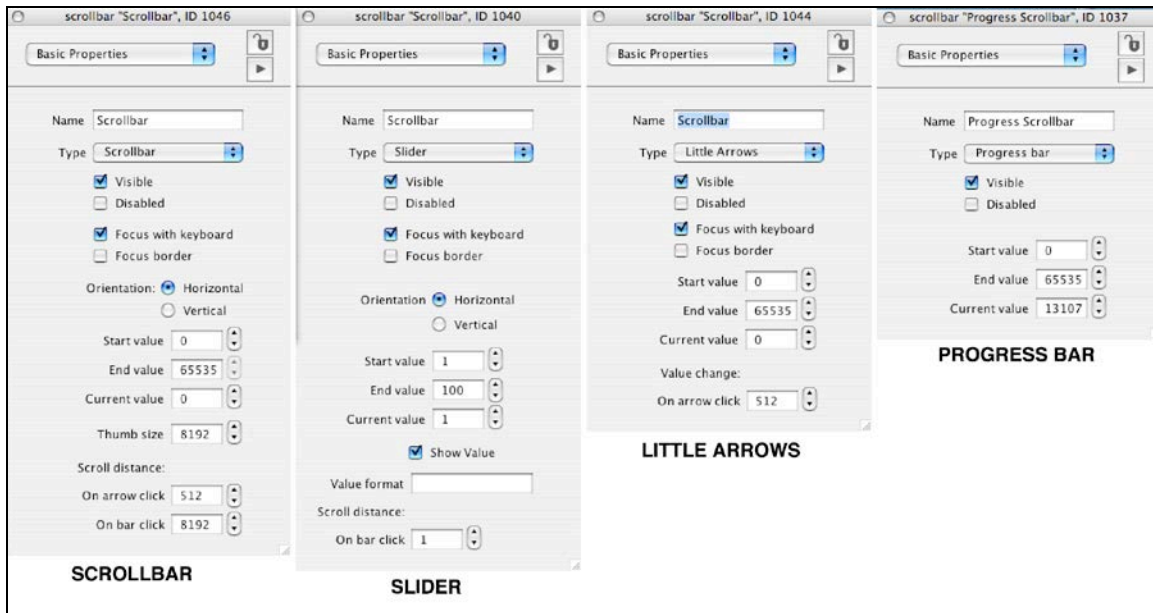 scrollbar "Scrollbar", ID 1046
Basic Properties
Name Scrollbar
Type Scrollbar
Visible
Disabled
Focus with keyboard
Focus border
Orientation: Horizontal
Vertical
Start value 0
End value 65535
Current value 0
Thumb size 8192
Scroll distance:
On arrow click 512
On bar click 8192
SCROLLBAR
scrollbar "Scrollbar", ID 1040
Basic Properties
Name Scrollbar
Type Slider
Visible
Disabled
Focus with keyboard
Focus border
Orientation Horizontal
Vertical
Start value 1
End value 100
Current value 1
Show Value
Value format
Scroll distance:
On bar click 1
SLIDER
scrollbar "Scrollbar", ID 1044
Basic Properties
Name Scrollbar
Type Little Arrows
Visible
Disabled
Focus with keyboard
Focus border
Start value 0
End value 65535
Current value 0
Value change:
On arrow click 512
LITTLE ARROWS
scrollbar "Progress Scrollbar", ID 1037
Basic Properties
Name Progress Scrollbar
Type Progress bar
Visible
Disabled
Start value 0
End value 65535
Current value 13107
PROGRESS BAR